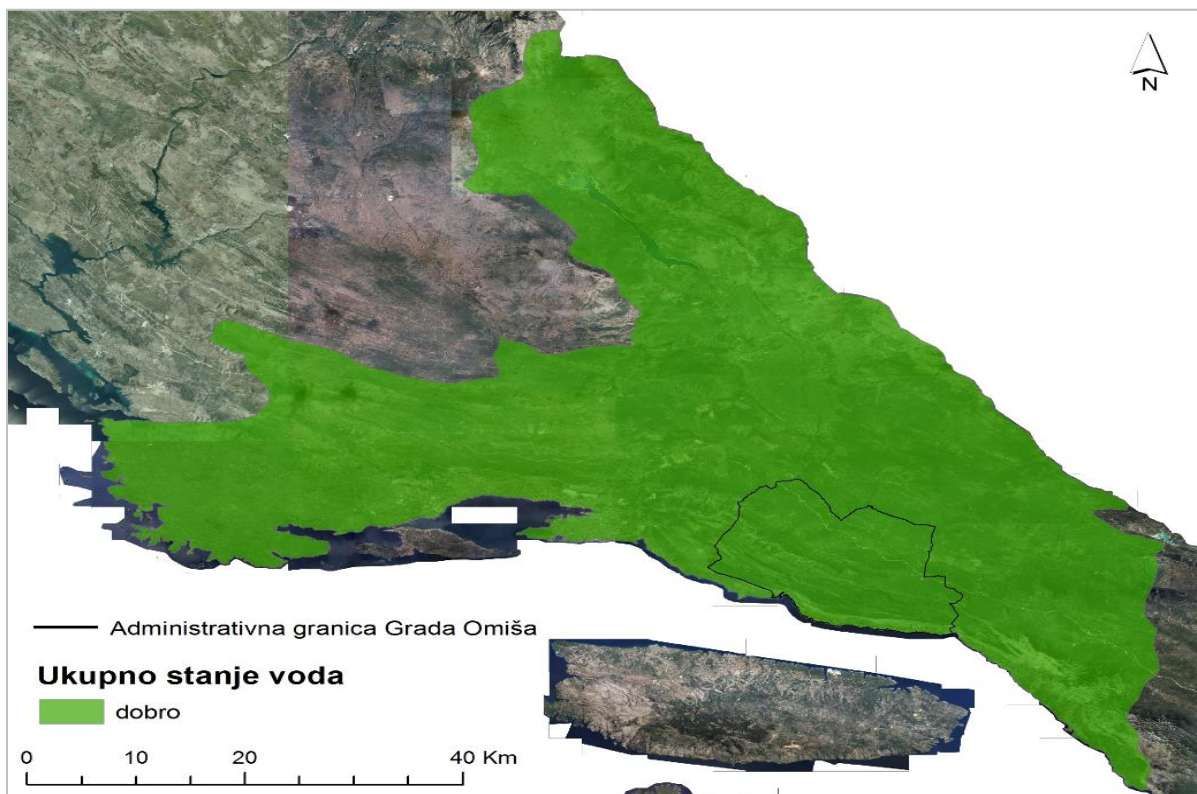 N
Administrativna granica Grada Omiša
Ukupno stanje voda
dobro
0 10 20 40 Km